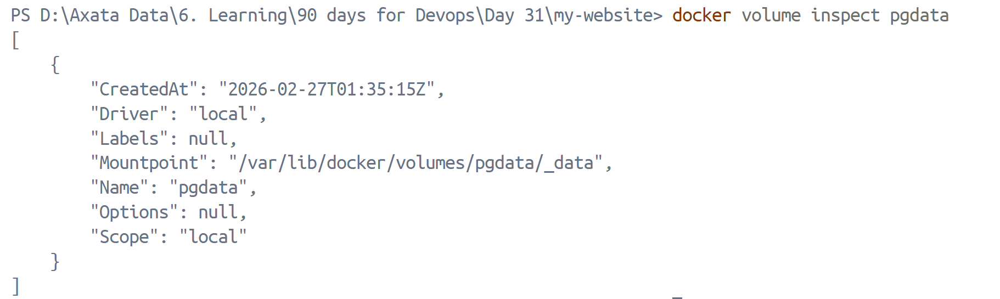 PS D:\Axata Data\6. Learning\90 days for Devops\Day 31\my-website> docker volume inspect pgdata
[
    {
        "CreatedAt": "2026-02-27T01:35:15Z",
        "Driver": "local",
        "Labels": null,
        "Mountpoint": "/var/lib/docker/volumes/pgdata/_data",
        "Name": "pgdata",
        "Options": null,
        "Scope": "local"
    }
]